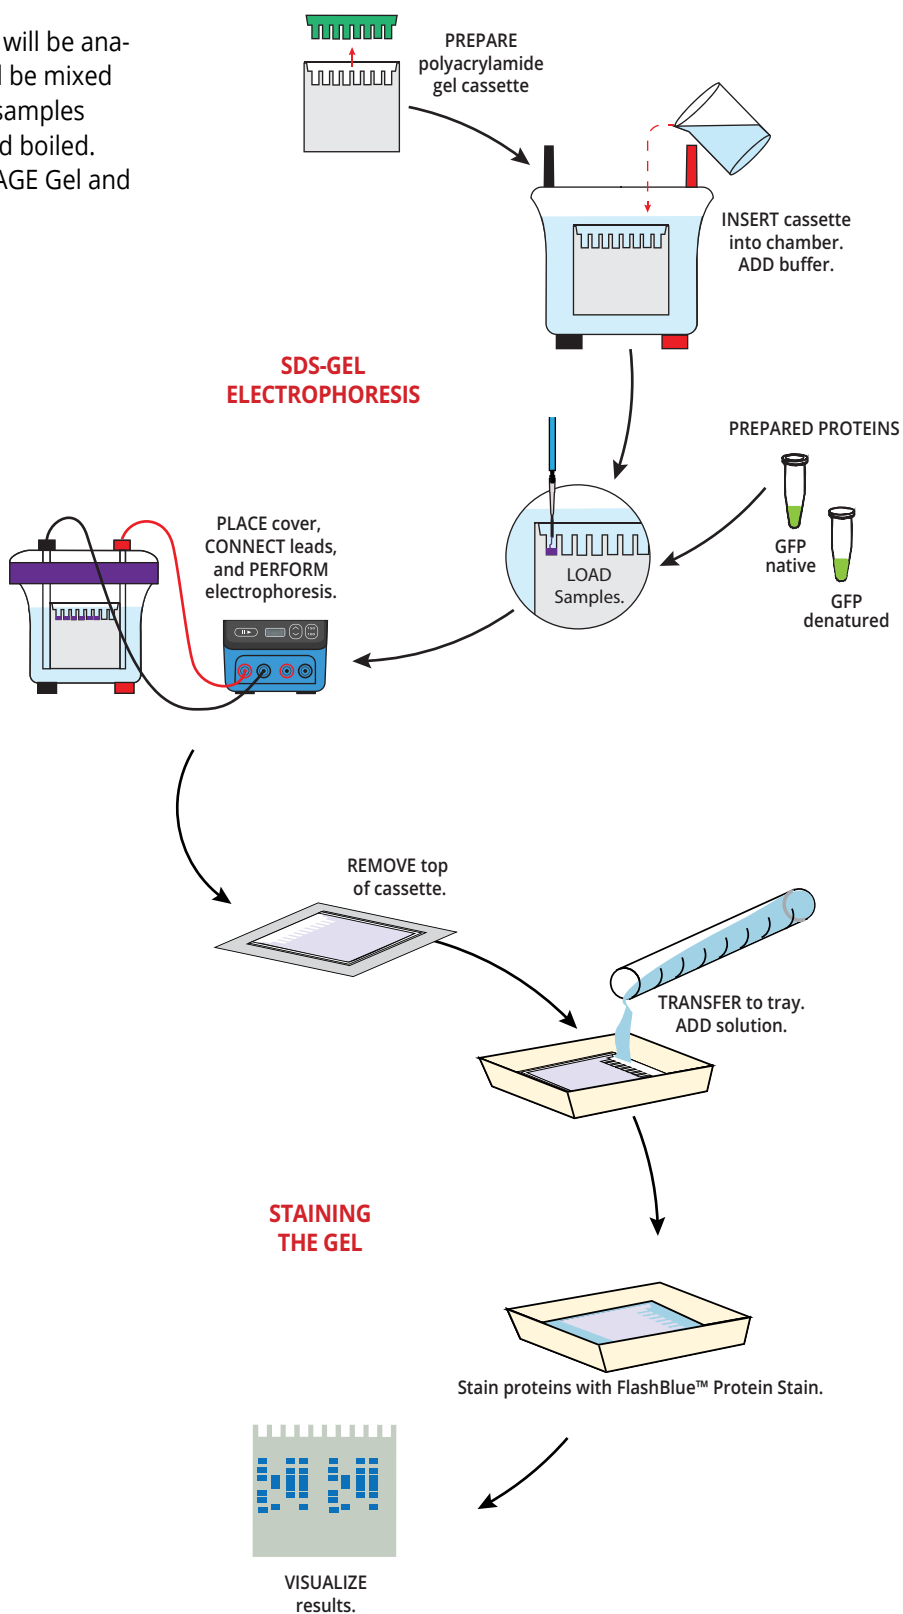 will be ana-
l be mixed
samples
d boiled.
AGE Gel and
PREPARE
polyacrylamide
gel cassette
INSERT cassette
into chamber.
ADD buffer.
SDS-GEL
ELECTROPHORESIS
PREPARED PROTEINS
GFP
native
GFP
denatured
LOAD
Samples.
PLACE cover,
CONNECT leads,
and PERFORM
electrophoresis.
REMOVE top
of cassette.
TRANSFER to tray.
ADD solution.
STAINING
THE GEL
Stain proteins with FlashBlue™ Protein Stain.
VISUALIZE
results.